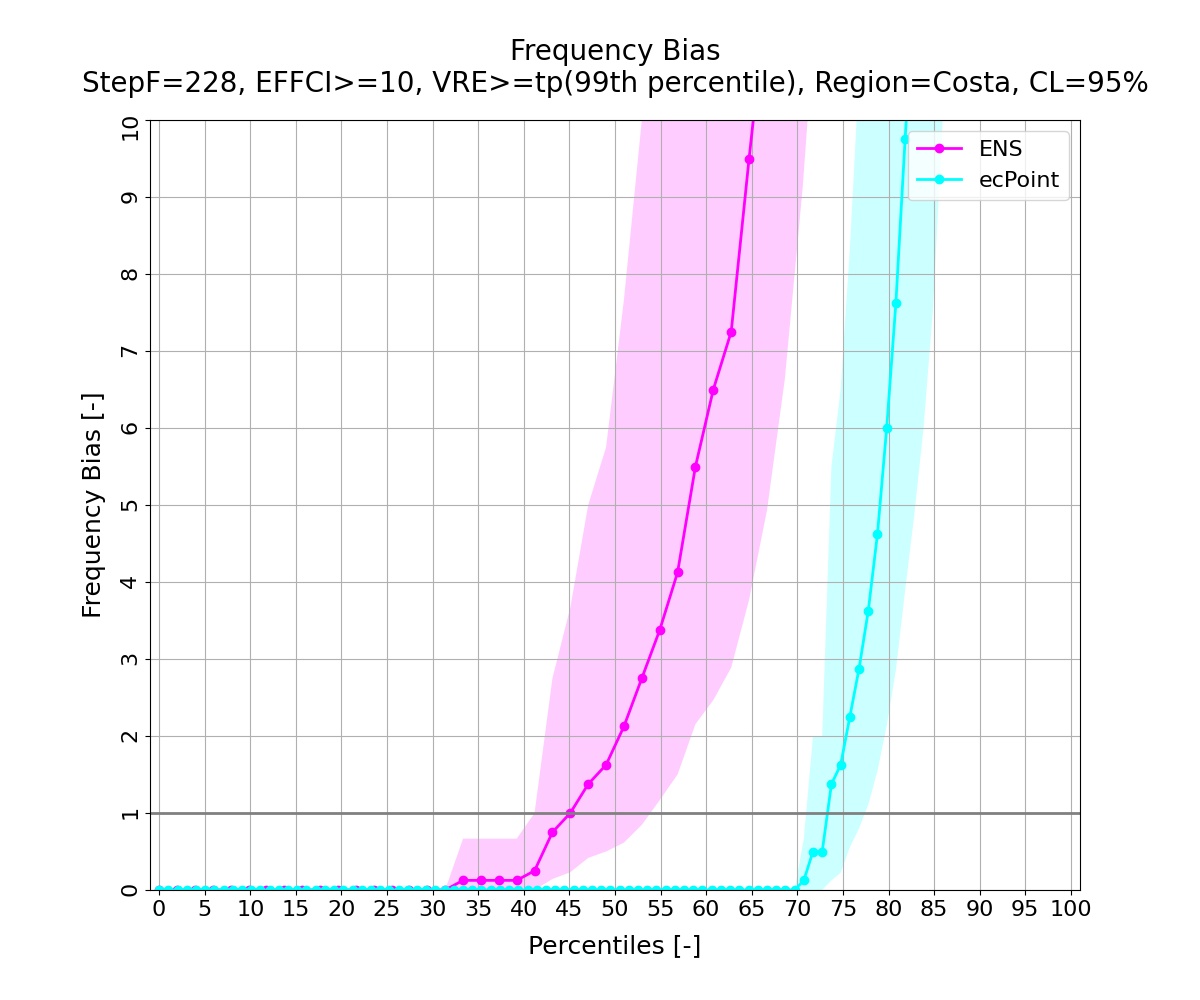 Frequency Bias
StepF=228, EFFCI>=10, VRE>=tp(99th percentile), Region=Costa, CL=95%
ENS
ecPoint
Frequency Bias [-]
10
9
8
7
6
5
4
3
2
1
0
0 5 10 15 20 25 30 35 40 45 50 55 60 65 70 75 80 85 90 95 100
Percentiles [-]